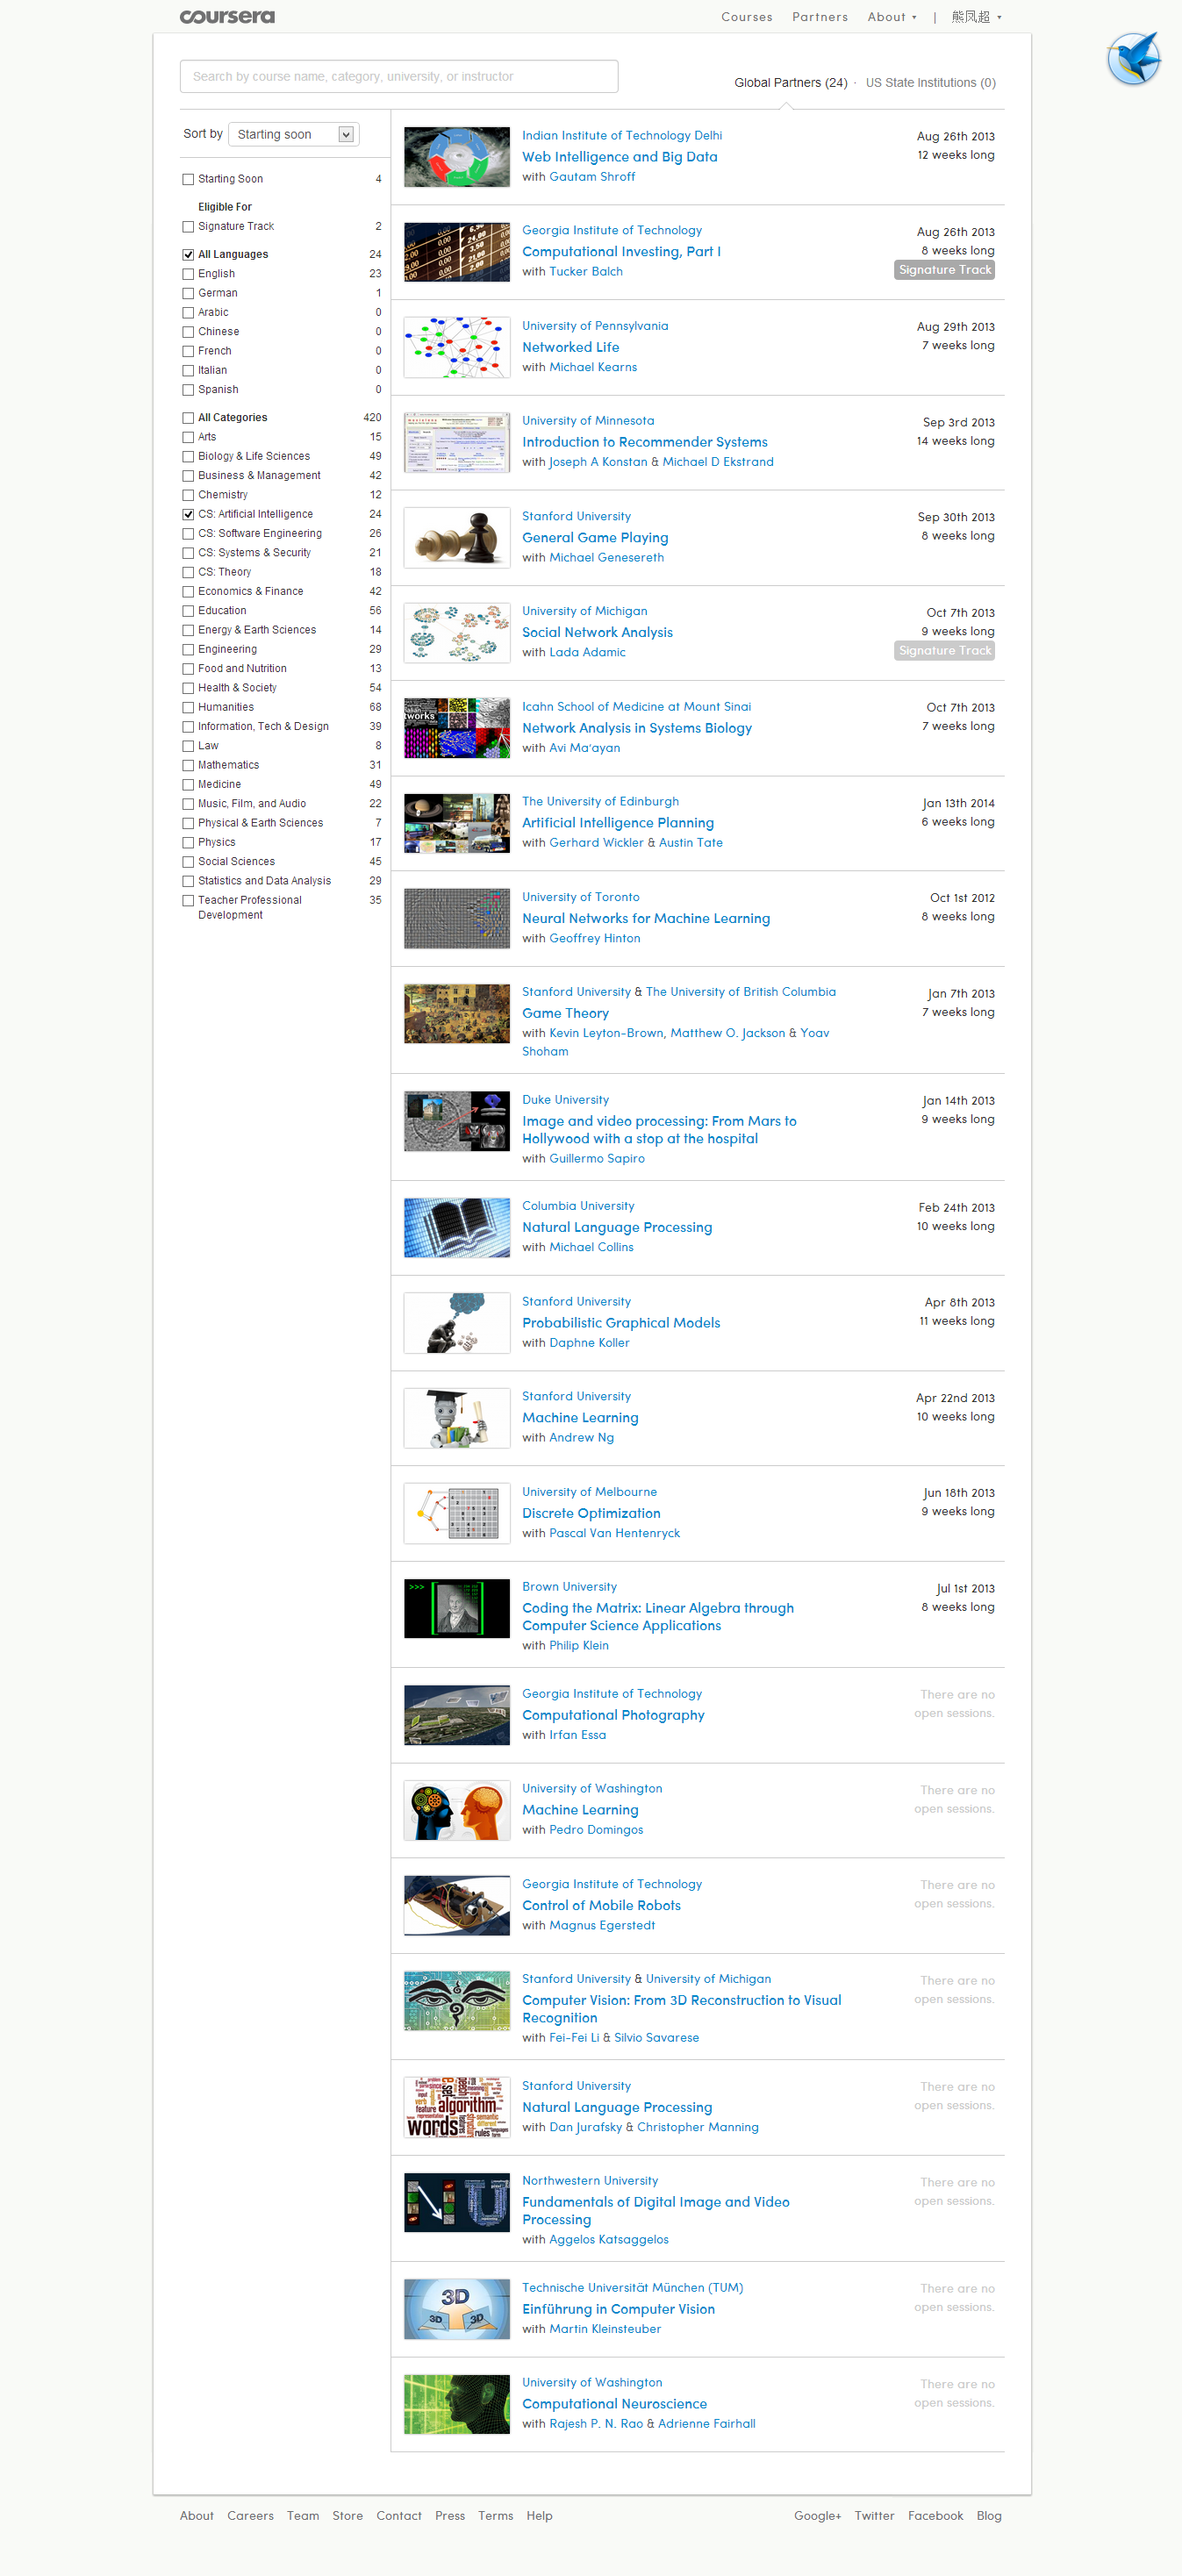 coursera
Courses Partners About | 熊凤超
Search by course name, category, university, or instructor
Global Partners (24) · US State Institutions (0)
Sort by Starting soon
Starting Soon 4
Eligible For
Signature Track 2
All Languages 24
English 23
German 1
Arabic 0
Chinese 0
French 0
Italian 0
Spanish 0
All Categories 420
Arts 15
Biology & Life Sciences 49
Business & Management 42
Chemistry 12
CS: Artificial Intelligence 24
CS: Software Engineering 26
CS: Systems & Security 21
CS: Theory 18
Economics & Finance 42
Education 56
Energy & Earth Sciences 14
Engineering 29
Food and Nutrition 13
Health & Society 54
Humanities 68
Information, Tech & Design 39
Law 8
Mathematics 31
Medicine 49
Music, Film, and Audio 22
Physical & Earth Sciences 7
Physics 17
Social Sciences 45
Statistics and Data Analysis 29
Teacher Professional 35
Development
Indian Institute of Technology Delhi
Web Intelligence and Big Data
with Gautam Shroff
Aug 26th 2013
12 weeks long
Georgia Institute of Technology
Computational Investing, Part I
with Tucker Balch
Aug 26th 2013
8 weeks long
Signature Track
University of Pennsylvania
Networked Life
with Michael Kearns
Aug 29th 2013
7 weeks long
University of Minnesota
Introduction to Recommender Systems
with Joseph A Konstan & Michael D Ekstrand
Sep 3rd 2013
14 weeks long
Stanford University
General Game Playing
with Michael Genesereth
Sep 30th 2013
8 weeks long
University of Michigan
Social Network Analysis
with Lada Adamic
Oct 7th 2013
9 weeks long
Signature Track
Icahn School of Medicine at Mount Sinai
Network Analysis in Systems Biology
with Avi Ma'ayan
Oct 7th 2013
7 weeks long
The University of Edinburgh
Artificial Intelligence Planning
with Gerhard Wickler & Austin Tate
Jan 13th 2014
6 weeks long
University of Toronto
Neural Networks for Machine Learning
with Geoffrey Hinton
Oct 1st 2012
8 weeks long
Stanford University & The University of British Columbia
Game Theory
with Kevin Leyton-Brown, Matthew O. Jackson & Yoav
Shoham
Jan 7th 2013
7 weeks long
Duke University
Image and video processing: From Mars to
Hollywood with a stop at the hospital
with Guillermo Sapiro
Jan 14th 2013
9 weeks long
Columbia University
Natural Language Processing
with Michael Collins
Feb 24th 2013
10 weeks long
Stanford University
Probabilistic Graphical Models
with Daphne Koller
Apr 8th 2013
11 weeks long
Stanford University
Machine Learning
with Andrew Ng
Apr 22nd 2013
10 weeks long
University of Melbourne
Discrete Optimization
with Pascal Van Hentenryck
Jun 18th 2013
9 weeks long
>>>
Brown University
Coding the Matrix: Linear Algebra through
Computer Science Applications
with Philip Klein
Jul 1st 2013
8 weeks long
Georgia Institute of Technology
Computational Photography
with Irfan Essa
There are no
open sessions.
University of Washington
Machine Learning
with Pedro Domingos
There are no
open sessions.
Georgia Institute of Technology
Control of Mobile Robots
with Magnus Egerstedt
There are no
open sessions.
Stanford University & University of Michigan
Computer Vision: From 3D Reconstruction to Visual
Recognition
with Fei-Fei Li & Silvio Savarese
There are no
open sessions.
algorithm
words
rules
Stanford University
Natural Language Processing
with Dan Jurafsky & Christopher Manning
There are no
open sessions.
NU
Northwestern University
Fundamentals of Digital Image and Video
Processing
with Aggelos Katsaggelos
There are no
open sessions.
3D
3D 3D
Technische Universität München (TUM)
Einführung in Computer Vision
with Martin Kleinsteuber
There are no
open sessions.
University of Washington
Computational Neuroscience
with Rajesh P. N. Rao & Adrienne Fairhall
There are no
open sessions.
About Careers Team Store Contact Press Terms Help
Google+ Twitter Facebook Blog